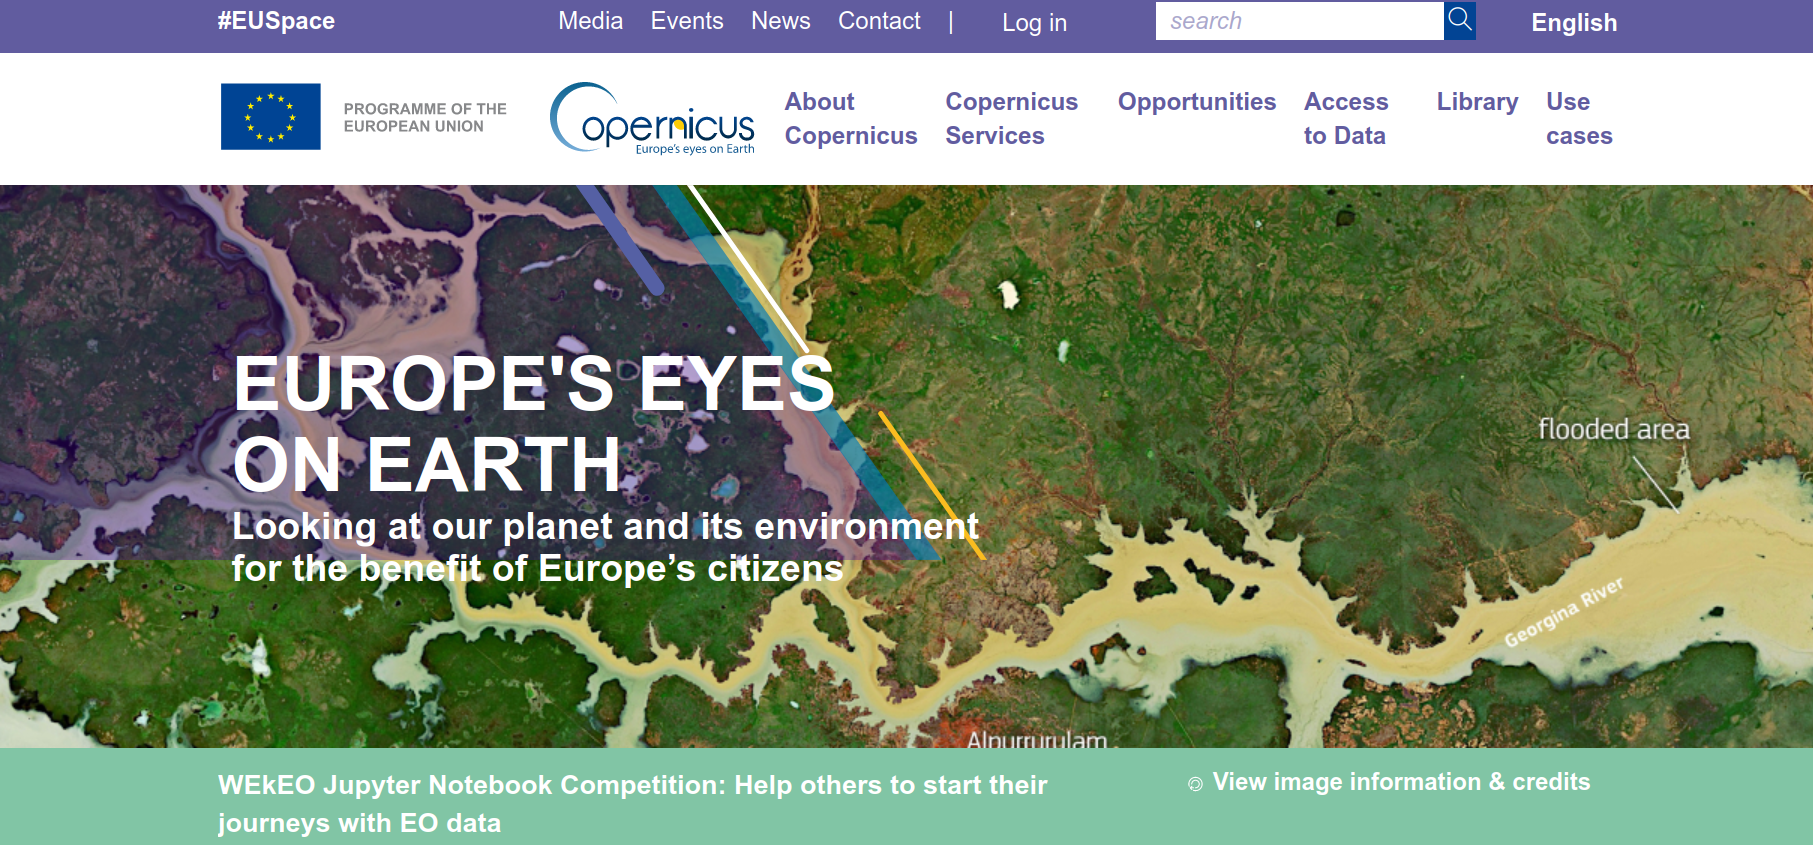 #EUSpace
Media
Events
News
Contact
|
Log in
search
English
PROGRAMME OF THE
EUROPEAN UNION
Copernicus
Europe's eyes on Earth
About
Copernicus
Copernicus
Services
Opportunities
Access
to Data
Library
Use
cases
EUROPE'S EYES
ON EARTH
Looking at our planet and its environment
for the benefit of Europe’s citizens
flooded area
Georgina River
Alpurrurulam
WEkEO Jupyter Notebook Competition: Help others to start their
journeys with EO data
View image information & credits